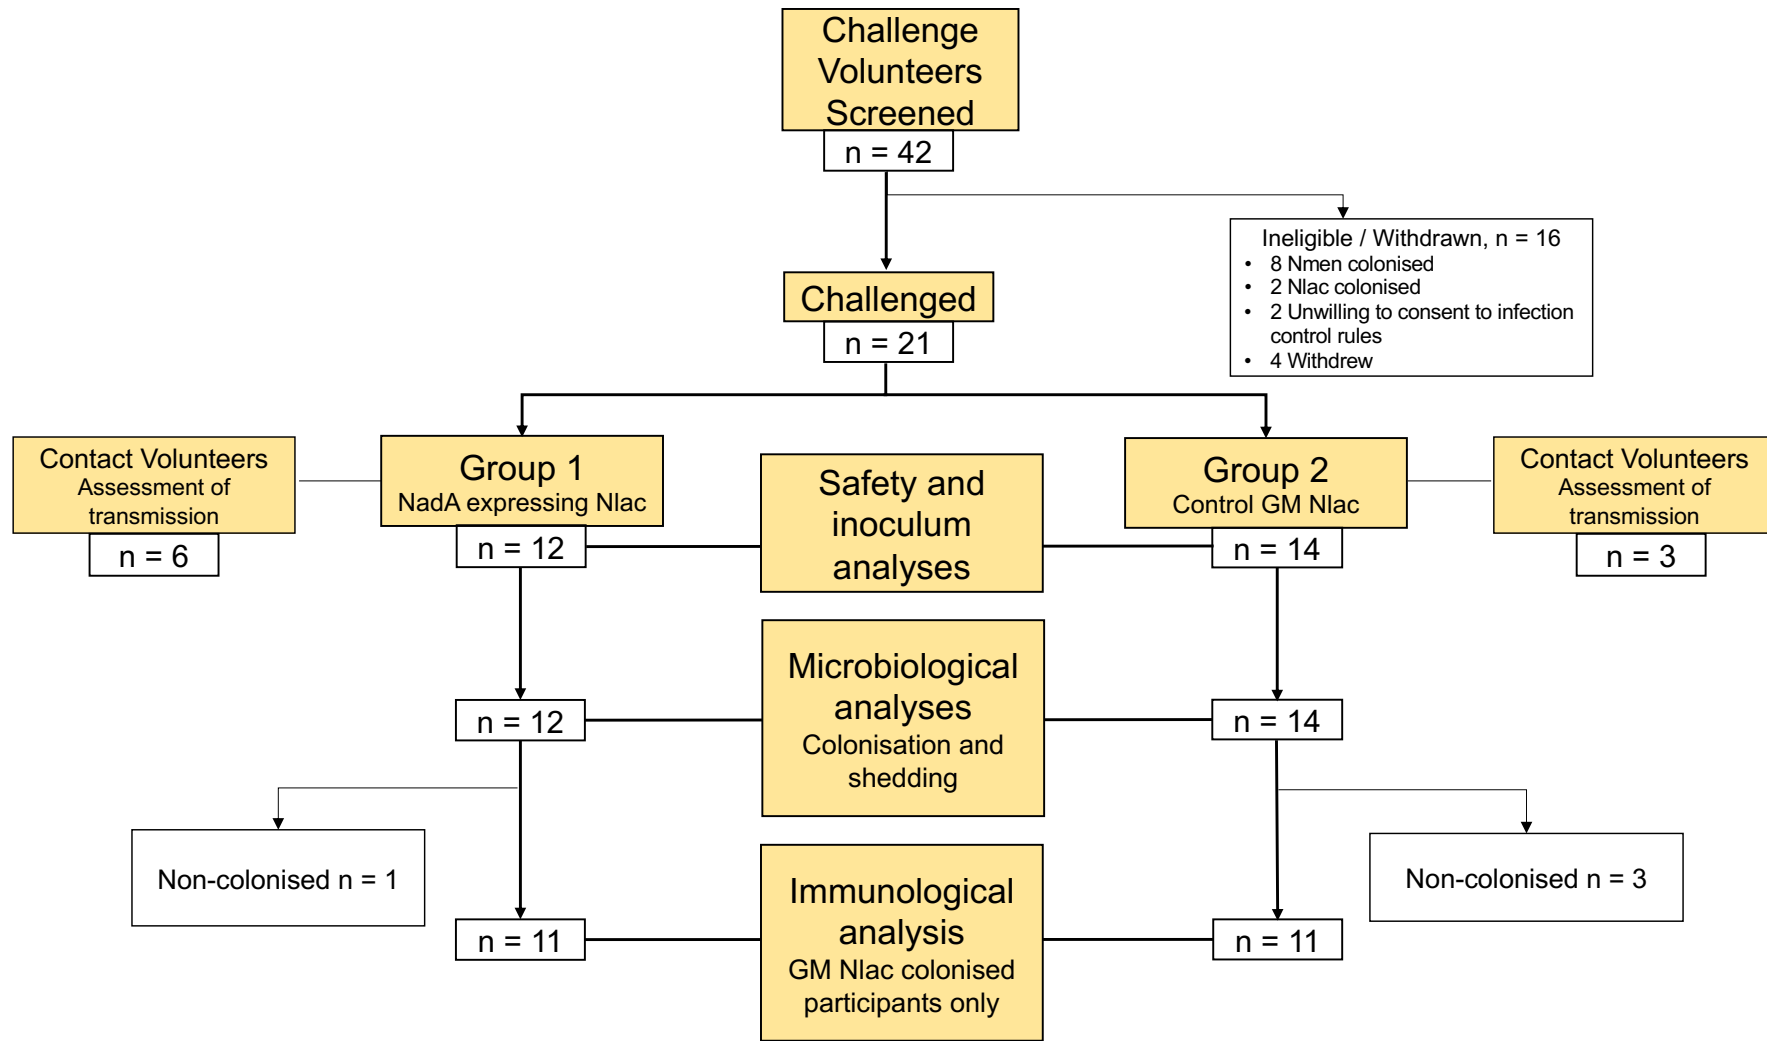 Challenge
Volunteers
Screened
n = 42
Ineligible / Withdrawn, n = 16
• 8 Nmen colonised
• 2 Nlac colonised
• 2 Unwilling to consent to infection
control rules
• 4 Withdrew
Challenged
n = 21
Contact Volunteers
Assessment of
transmission
n = 6
Group 1
NadA expressing Nlac
n = 12
Safety and
inoculum
analyses
Group 2
Control GM Nlac
n = 14
Contact Volunteers
Assessment of
transmission
n = 3
n = 12
Microbiological
analyses
Colonisation and
shedding
n = 14
Non-colonised n = 1
Non-colonised n = 3
n = 11
Immunological
analysis
GM Nlac colonised
participants only
n = 11